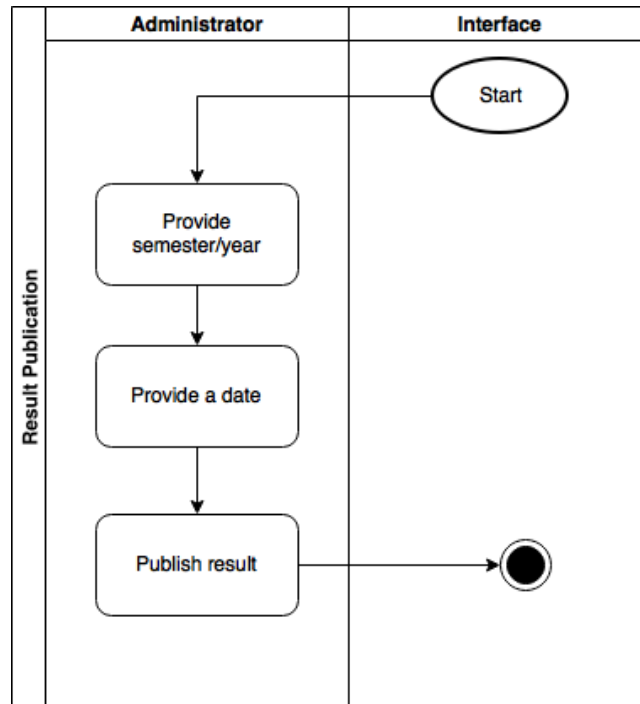 Administrator
Interface
Result Publication
Start
Provide
semester/year
Provide a date
Publish result